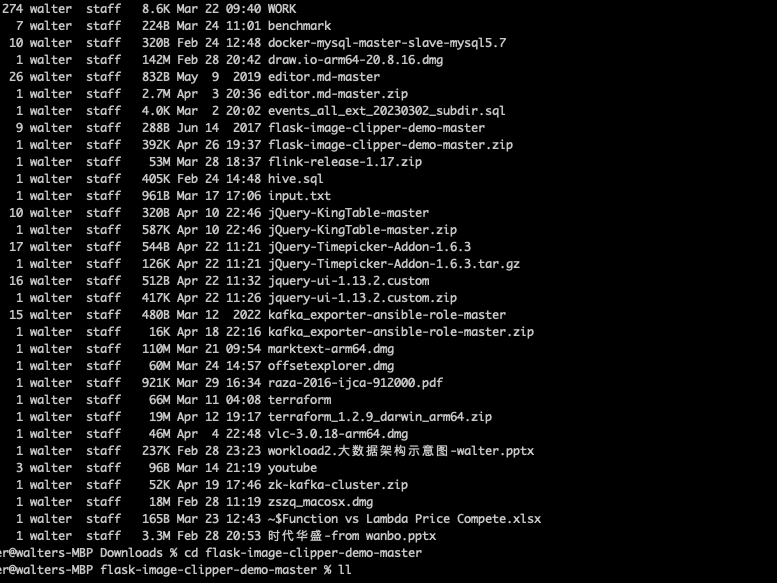 274 walter  staff   8.6K Mar 22 09:40 WORK
7 walter  staff   224B Mar 24 11:01 benchmark
10 walter  staff   320B Feb 24 12:48 docker-mysql-master-slave-mysql5.7
1 walter  staff   142M Feb 28 20:42 draw.io-arm64-20.8.16.dmg
26 walter  staff   832B May  9  2019 editor.md-master
1 walter  staff   2.7M Apr  3 20:36 editor.md-master.zip
1 walter  staff   4.0K Mar  2 20:02 events_all_ext_20230302_subdir.sql
9 walter  staff   288B Jun 14  2017 flask-image-clipper-demo-master
1 walter  staff   392K Apr 26 19:37 flask-image-clipper-demo-master.zip
1 walter  staff    53M Mar 28 18:37 flink-release-1.17.zip
1 walter  staff   405K Feb 24 14:48 hive.sql
1 walter  staff   961B Mar 17 17:06 input.txt
10 walter  staff   320B Apr 10 22:46 jQuery-KingTable-master
1 walter  staff   587K Apr 10 22:46 jQuery-KingTable-master.zip
17 walter  staff   544B Apr 22 11:21 jQuery-Timepicker-Addon-1.6.3
1 walter  staff   126K Apr 22 11:21 jQuery-Timepicker-Addon-1.6.3.tar.gz
16 walter  staff   512B Apr 22 11:32 jquery-ui-1.13.2.custom
1 walter  staff   417K Apr 22 11:26 jquery-ui-1.13.2.custom.zip
15 walter  staff   480B Mar 12  2022 kafka_exporter-ansible-role-master
1 walter  staff    16K Apr 18 22:16 kafka_exporter-ansible-role-master.zip
1 walter  staff   110M Mar 21 09:54 marktext-arm64.dmg
1 walter  staff    60M Mar 24 14:57 offsetexplorer.dmg
1 walter  staff   921K Mar 29 16:34 raza-2016-ijca-912000.pdf
1 walter  staff    66M Mar 11 04:08 terraform
1 walter  staff    19M Apr 12 19:17 terraform_1.2.9_darwin_arm64.zip
1 walter  staff    46M Apr  4 22:48 vlc-3.0.18-arm64.dmg
1 walter  staff   237K Feb 28 23:23 workload2.大数据架构示意图-walter.pptx
3 walter  staff    96B Mar 14 21:19 youtube
1 walter  staff    52K Apr 19 17:46 zk-kafka-cluster.zip
1 walter  staff    18M Feb 28 11:19 zszq_macosx.dmg
1 walter  staff   165B Mar 23 12:43 ~$Function vs Lambda Price Compete.xlsx
1 walter  staff   3.3M Feb 28 20:53 时代华盛-from wanbo.pptx
er@walters-MBP Downloads % cd flask-image-clipper-demo-master
er@walters-MBP flask-image-clipper-demo-master % ll